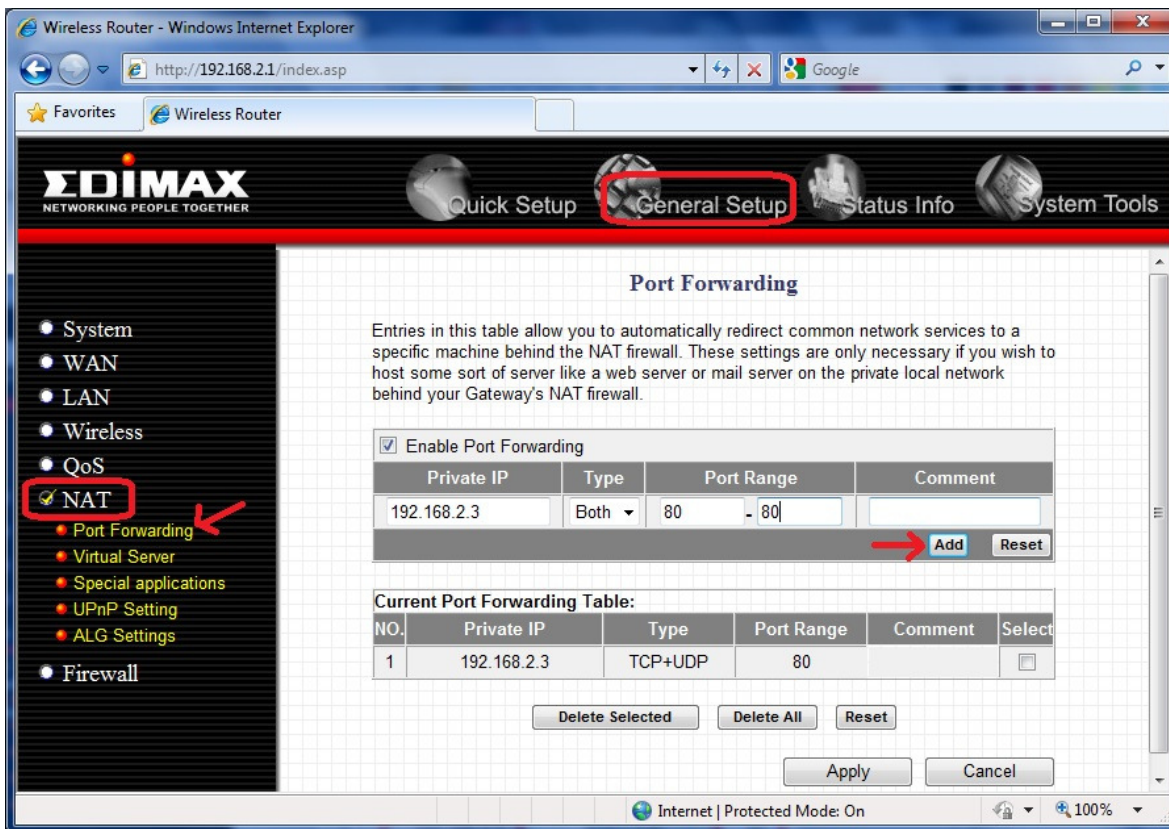 Wireless Router - Windows Internet Explorer
http://192.168.2.1/index.asp
Google
Favorites
Wireless Router
EDIMAX
NETWORKING PEOPLE TOGETHER
Quick Setup
General Setup
Status Info
System Tools
System
WAN
LAN
Wireless
QoS
NAT
Port Forwarding
Virtual Server
Special applications
UPnP Setting
ALG Settings
Firewall
Port Forwarding
Entries in this table allow you to automatically redirect common network services to a
specific machine behind the NAT firewall. These settings are only necessary if you wish to
host some sort of server like a web server or mail server on the private local network
behind your Gateway's NAT firewall.
Enable Port Forwarding
Private IP Type Port Range Comment
192.168.2.3 Both 80 - 80
Add Reset
Current Port Forwarding Table:
NO. Private IP Type Port Range Comment Select
1 192.168.2.3 TCP+UDP 80
Delete Selected Delete All Reset
Apply Cancel
Internet | Protected Mode: On 100%